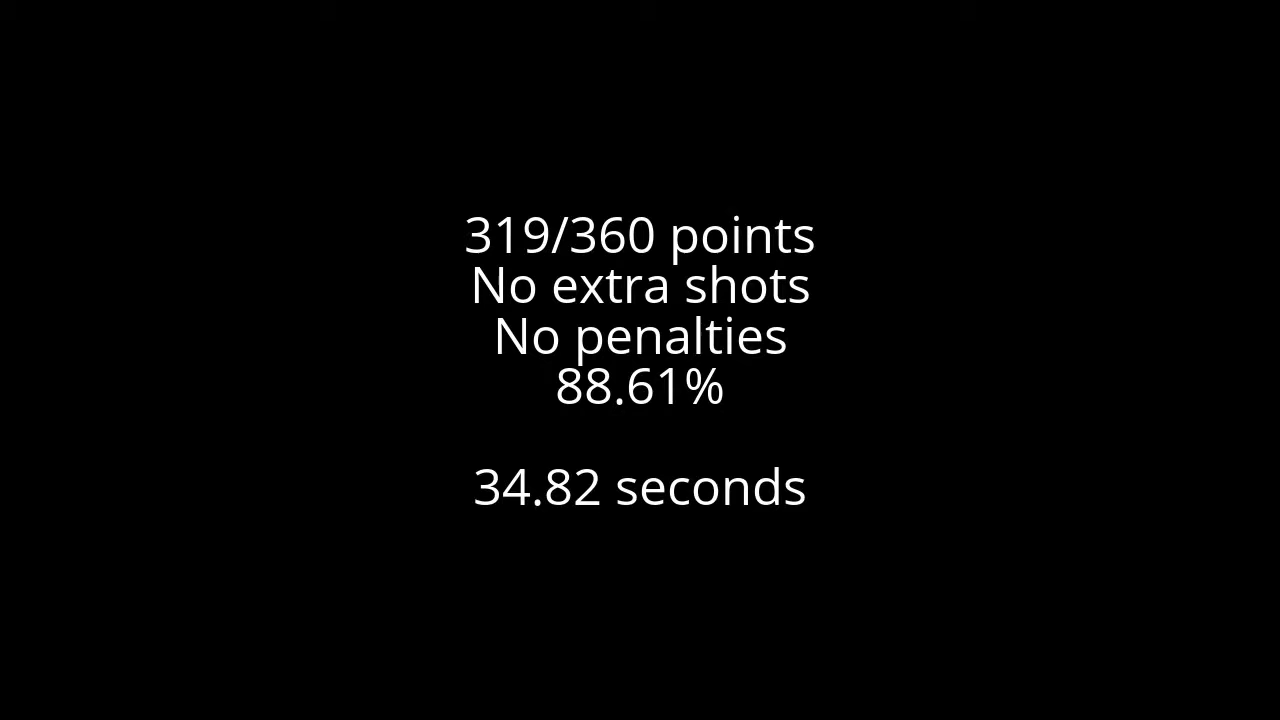 319/360 points
No extra shots
No penalties
88.61%
34.82 seconds